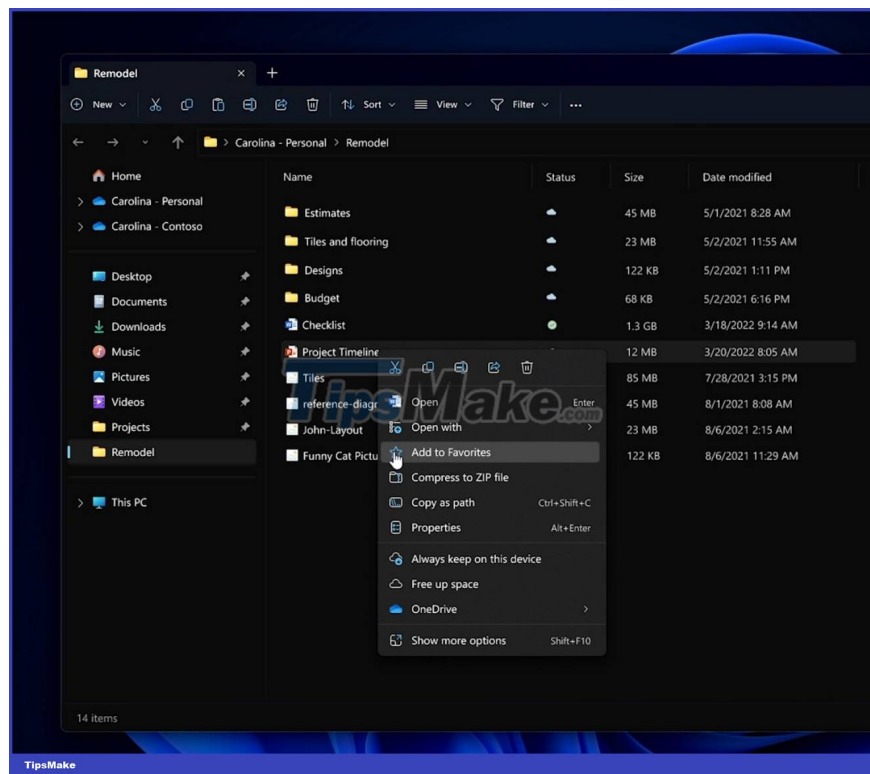 Remodel
New Sort View Filter
Carolina - Personal > Remodel
Home
Carolina - Personal
Carolina - Contoso
Desktop
Documents
Downloads
Music
Pictures
Videos
Projects
Remodel
This PC
Name Status Size Date modified
Estimates 45 MB 5/1/2021 8:28 AM
Tiles and flooring 23 MB 5/2/2021 11:55 AM
Designs 122 KB 5/2/2021 1:11 PM
Budget 68 KB 5/2/2021 6:16 PM
Checklist 1.3 GB 3/18/2022 9:14 AM
Project Timeline 12 MB 3/20/2022 8:05 AM
Tiles 85 MB 7/28/2021 3:15 PM
reference-diagr 45 MB 8/1/2021 8:08 AM
John-Layout 23 MB 8/6/2021 2:15 AM
Funny Cat Pictu 122 KB 8/6/2021 11:29 AM
Open Enter
Open with
Add to Favorites
Compress to ZIP file
Copy as path Ctrl+Shift+C
Properties Alt+Enter
Always keep on this device
Free up space
OneDrive
Show more options Shift+F10
TipsMake.com
14 items
TipsMake